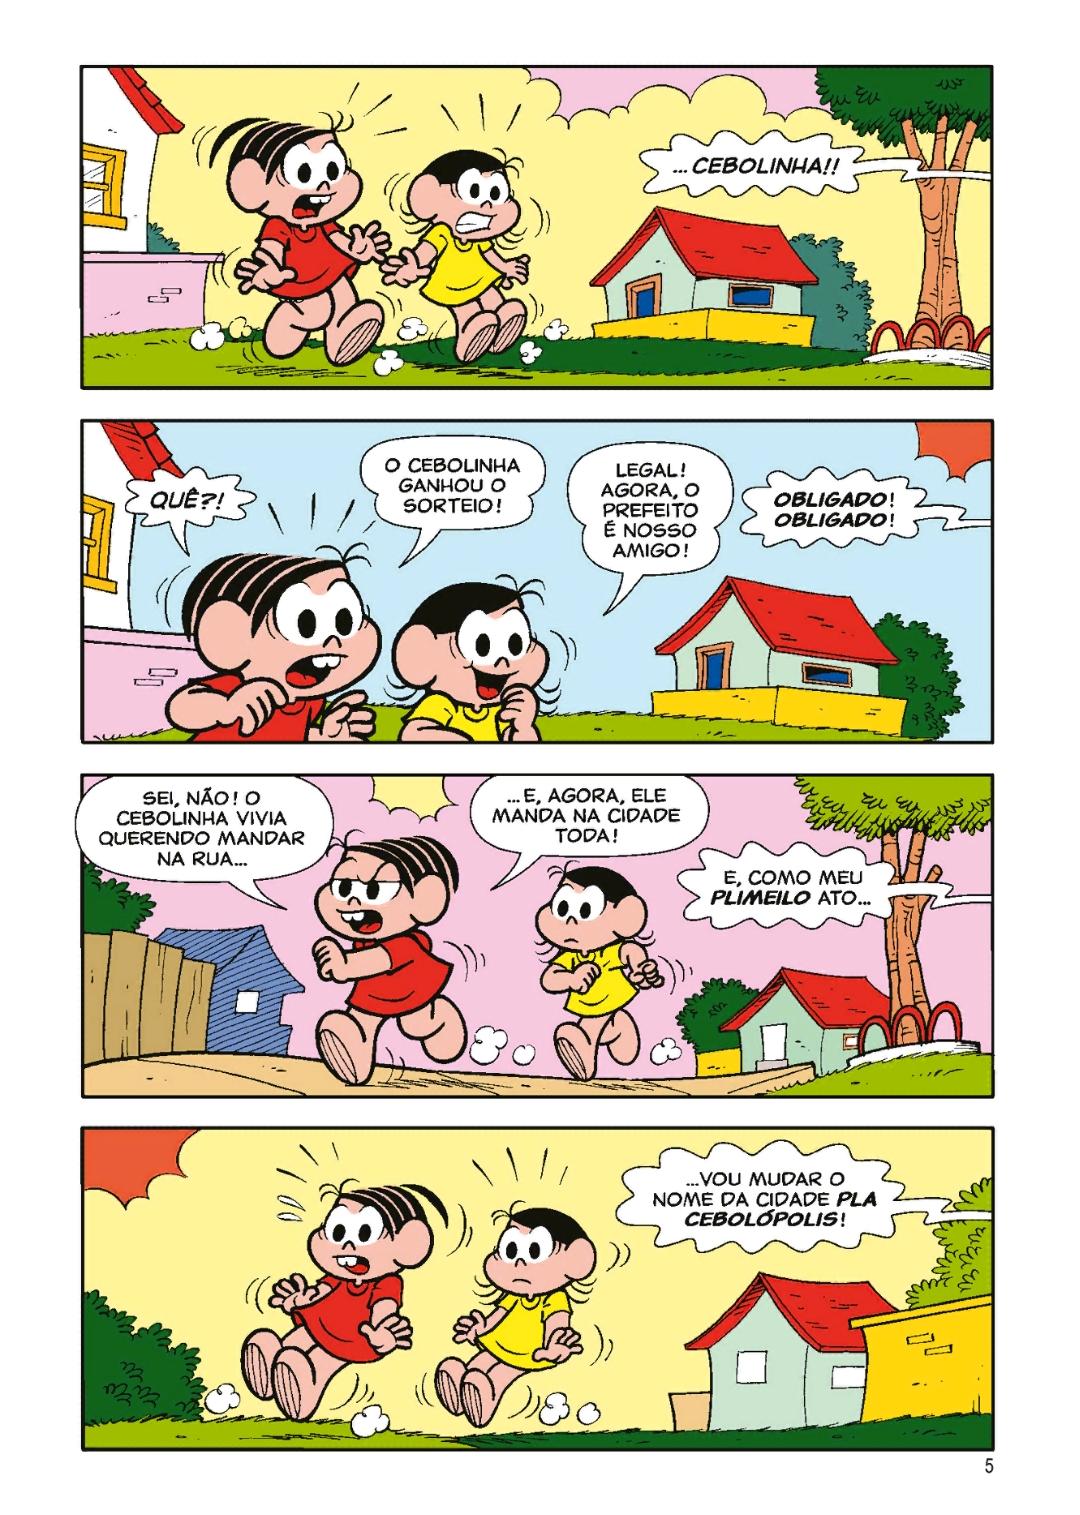 ...CEBOLINHA!!
QUÊ?!
O CEBOLINHA
GANHOU O
SORTEIO!
LEGAL!
AGORA, O
PREFEITO
É NOSSO
AMIGO!
OBLIGADO!
OBLIGADO!
SEI, NÃO! O
CEBOLINHA VIVIA
QUERENDO MANDAR
NA RUA...
...E, AGORA, ELE
MANDA NA CIDADE
TODA!
E, COMO MEU
PLIMEILO ATO...
...VOU MUDAR O
NOME DA CIDADE PLA
CEBOLÓPOLIS!
5